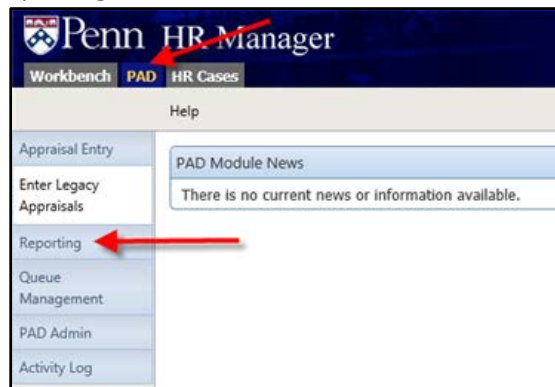 Penn HR Manager
Workbench PAD HR Cases
Help
Appraisal Entry
Enter Legacy
Appraisals
Reporting
Queue
Management
PAD Admin
Activity Log
PAD Module News
There is no current news or information available.